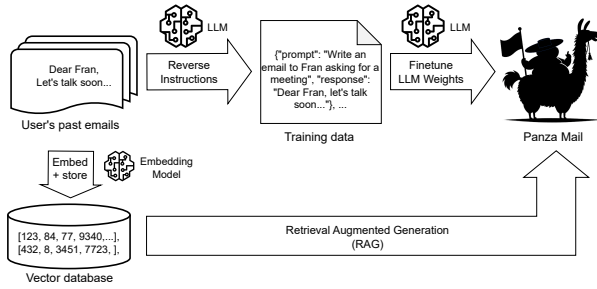 LLM
LLM
Dear Fran,
Let's talk soon...
Reverse
Instructions
{"prompt": "Write an
email to Fran asking for a
meeting", "response":
"Dear Fran, let's talk
soon..."}, ...
Finetune
LLM Weights
User's past emails
Training data
Panza Mail
Embed
+ store
Embedding
Model
[123, 84, 77, 9340,...],
[432, 8, 3451, 7723, ],
Retrieval Augmented Generation
(RAG)
Vector database